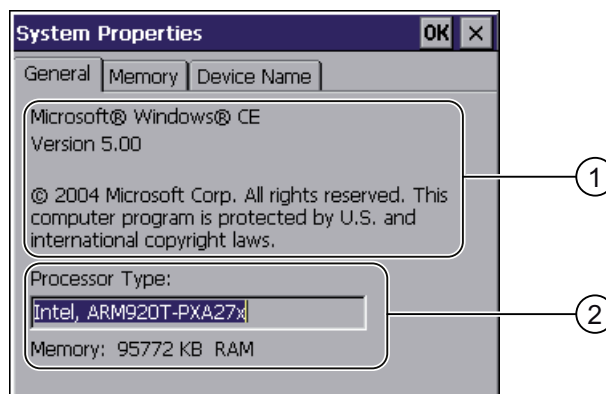 System Properties OK ×
General Memory Device Name
Microsoft® Windows® CE
Version 5.00
© 2004 Microsoft Corp. All rights reserved. This
computer program is protected by U.S. and
international copyright laws.
1
Processor Type:
Intel, ARM920T-PXA27x
2
Memory: 95772 KB RAM